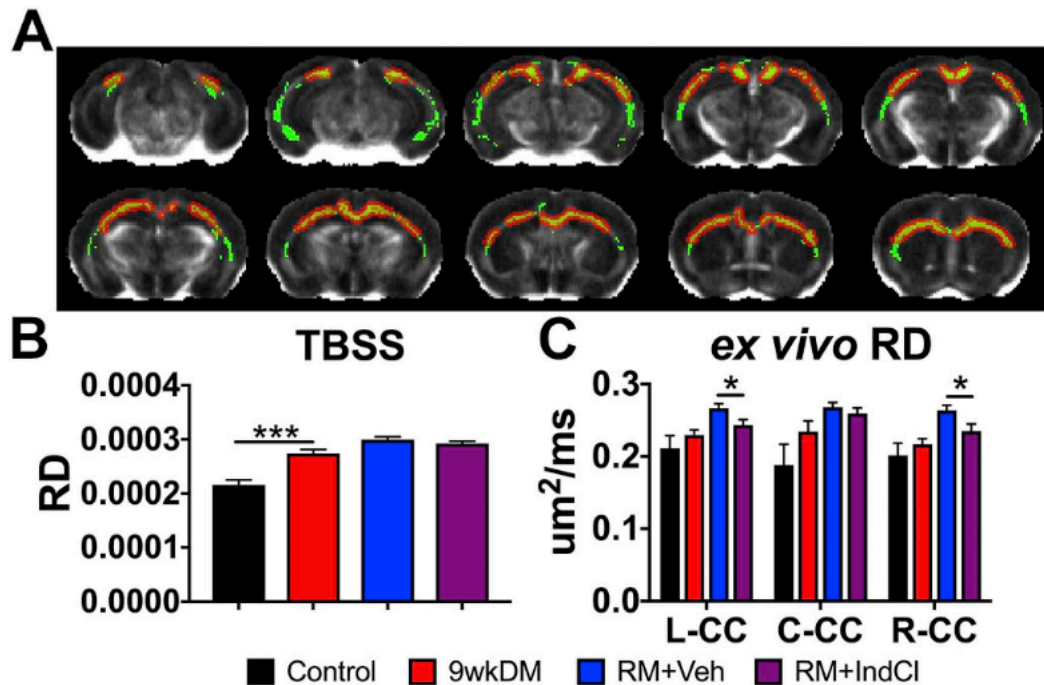 A
B
TBSS
RD
0.0004
0.0003
0.0002
0.0001
0.0000
***
C
ex vivo RD
um²/ms
0.3
0.2
0.1
0.0
*
*
L-CC C-CC R-CC
Control 9wkDM RM+Veh RM+IndCl